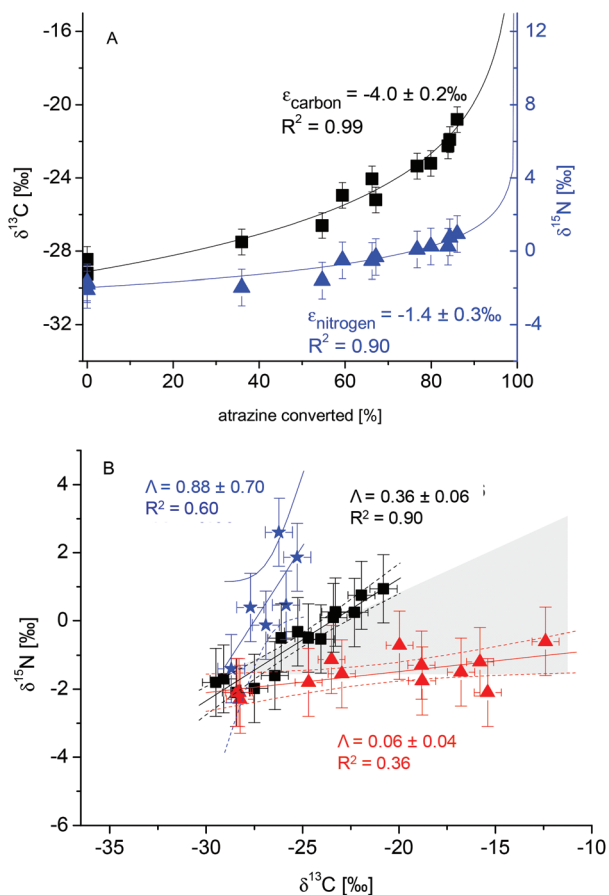 A
-16
-20
-24
-28
-32
δ13C [‰]
12
8
4
0
-4
δ15N [‰]
εcarbon = -4.0 ± 0.2‰
R2 = 0.99
εnitrogen = -1.4 ± 0.3‰
R2 = 0.90
0 20 40 60 80 100
atrazine converted [%]
B
4
2
0
-2
-4
-6
δ15N [‰]
Λ = 0.88 ± 0.70
R2 = 0.60
Λ = 0.36 ± 0.06
R2 = 0.90
Λ = 0.06 ± 0.04
R2 = 0.36
-35 -30 -25 -20 -15 -10
δ13C [‰]